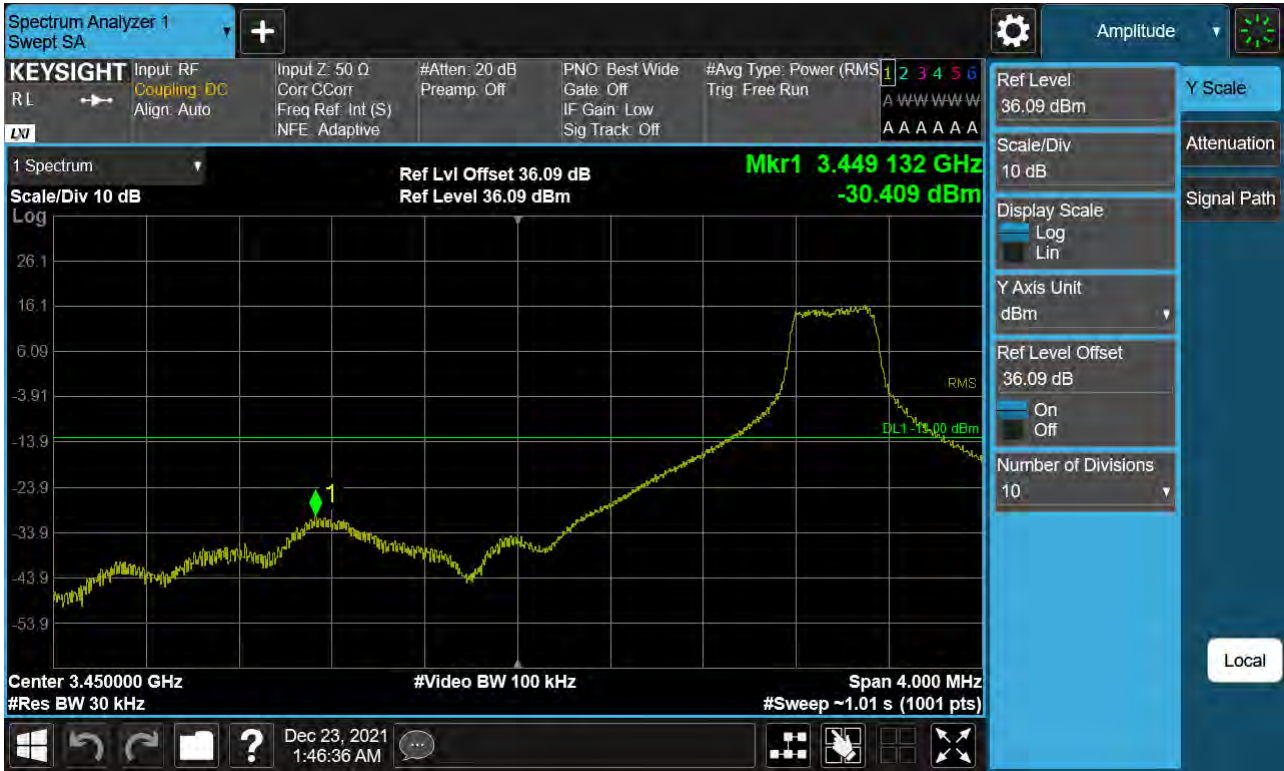 Spectrum Analyzer 1
Swept SA
+
Amplitude
KEYSIGHT
RL
LXI
Input: RF
Coupling: DC
Align: Auto
Input Z: 50 Ω
Corr CCorr
Freq Ref: Int (S)
NFE: Adaptive
#Atten: 20 dB
Preamp: Off
PNO: Best Wide
Gate: Off
IF Gain: Low
Sig Track: Off
#Avg Type: Power (RMS
Trig: Free Run
1 2 3 4 5 6
A W W W W W
A A A A A A
1 Spectrum
Scale/Div 10 dB
Log
Ref Lvl Offset 36.09 dB
Ref Level 36.09 dBm
Mkr1 3.449 132 GHz
-30.409 dBm
26.1
16.1
6.09
-3.91
-13.9
-23.9
-33.9
-43.9
-53.9
RMS
DL1 -13.00 dBm
1
Center 3.450000 GHz
#Res BW 30 kHz
#Video BW 100 kHz
Span 4.000 MHz
#Sweep ~1.01 s (1001 pts)
Ref Level
36.09 dBm
Scale/Div
10 dB
Display Scale
Log
Lin
Y Axis Unit
dBm
Ref Level Offset
36.09 dB
On
Off
Number of Divisions
10
Y Scale
Attenuation
Signal Path
Local
?
Dec 23, 2021
1:46:36 AM